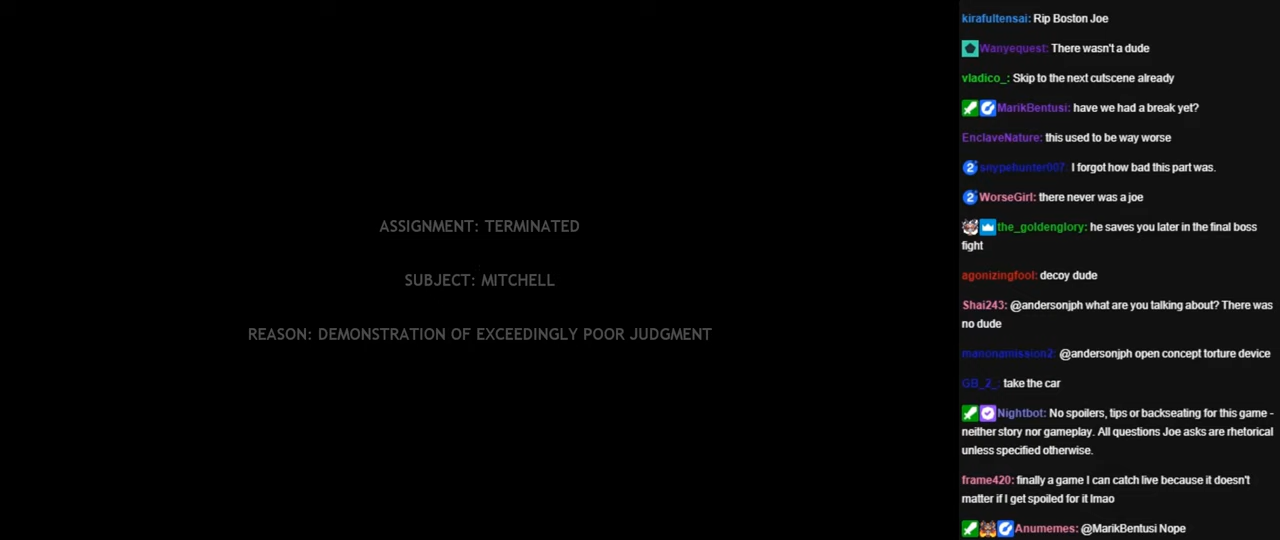 ASSIGNMENT: TERMINATED
SUBJECT: MITCHELL
REASON: DEMONSTRATION OF EXCEEDINGLY POOR JUDGMENT
kirafultensai: Rip Boston Joe
Wanyequest: There wasn't a dude
vladico_: Skip to the next cutscene already
MarikBentusi: have we had a break yet?
EnclaveNature: this used to be way worse
snypehunter007: I forgot how bad this part was.
WorseGirl: there never was a joe
the_goldenglory: he saves you later in the final boss
fight
agonizingfool: decoy dude
Shai243: @andersonjph what are you talking about? There was
no dude
manonamission2: @andersonjph open concept torture device
GB_2_: take the car
Nightbot: No spoilers, tips or backseating for this game -
neither story nor gameplay. All questions Joe asks are rhetorical
unless specified otherwise.
frame420: finally a game I can catch live because it doesn't
matter if I get spoiled for it lmao
Anumemes: @MarikBentusi Nope